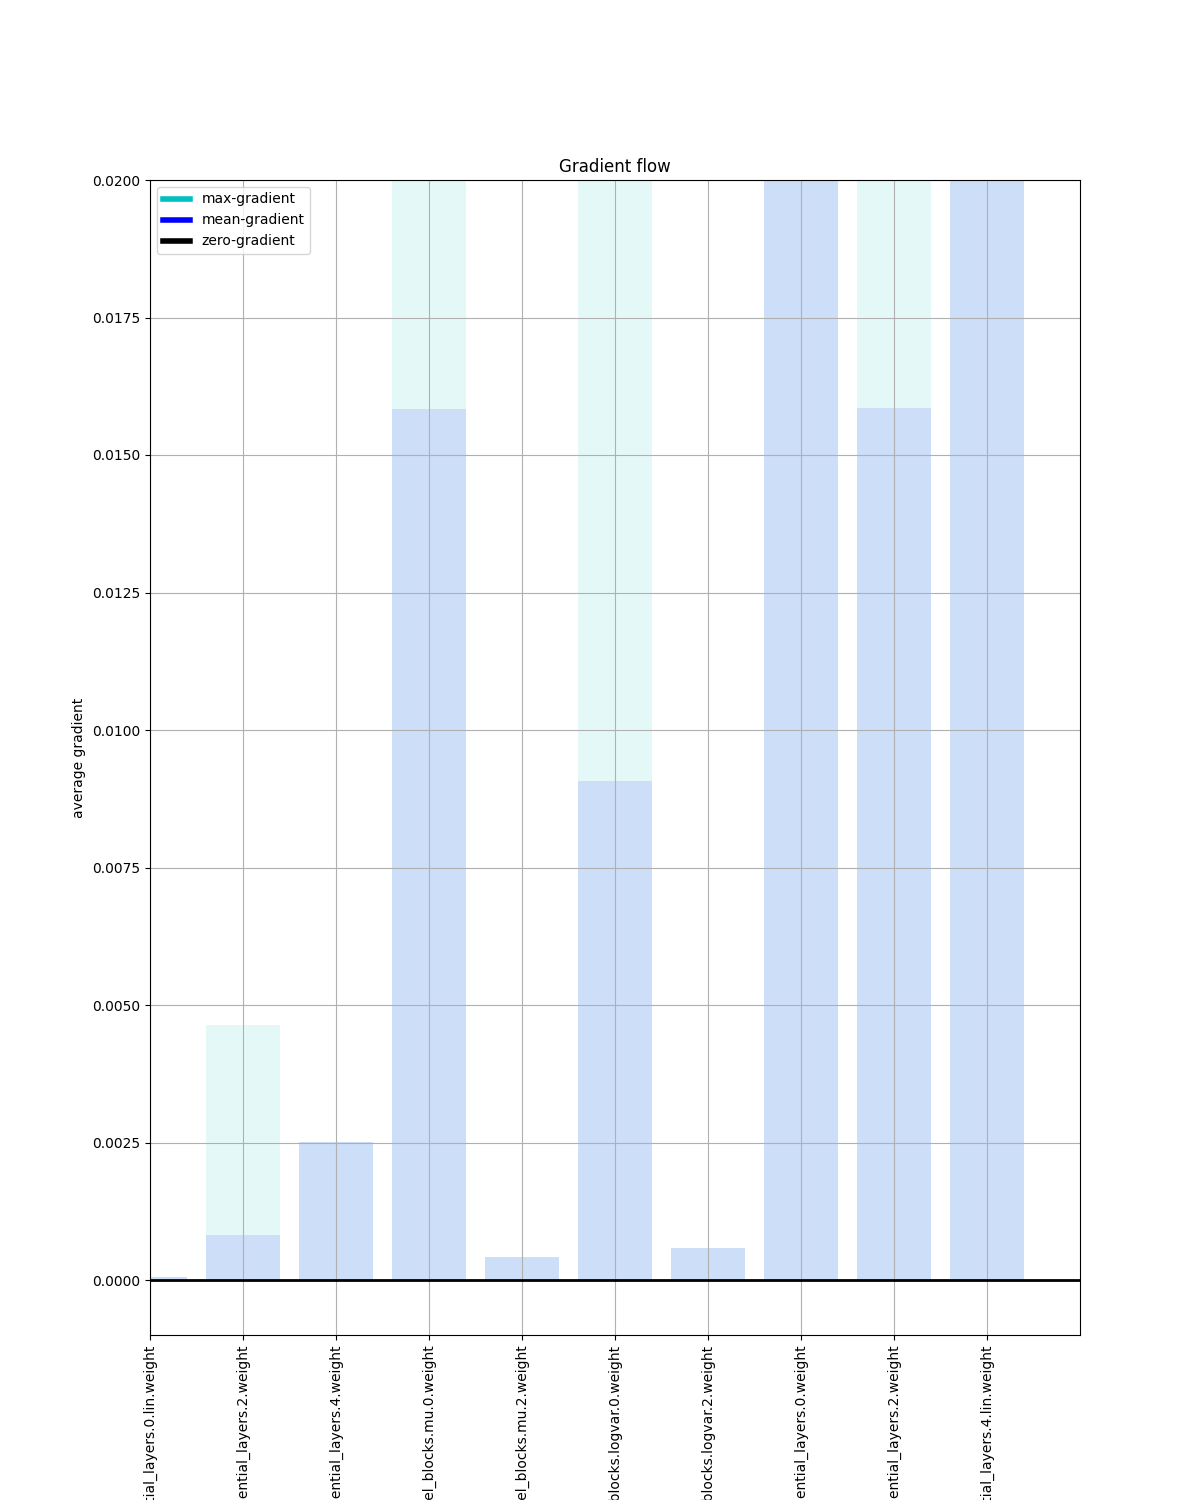 Gradient flow
max-gradient
mean-gradient
zero-gradient
0.0200
0.0175
0.0150
0.0125
0.0100
0.0075
0.0050
0.0025
0.0000
average gradient
tial_layers.0.lin.weight
ential_layers.2.weight
ential_layers.4.weight
el_blocks.mu.0.weight
el_blocks.mu.2.weight
blocks.logvar.0.weight
blocks.logvar.2.weight
ential_layers.0.weight
ential_layers.2.weight
tial_layers.4.lin.weight